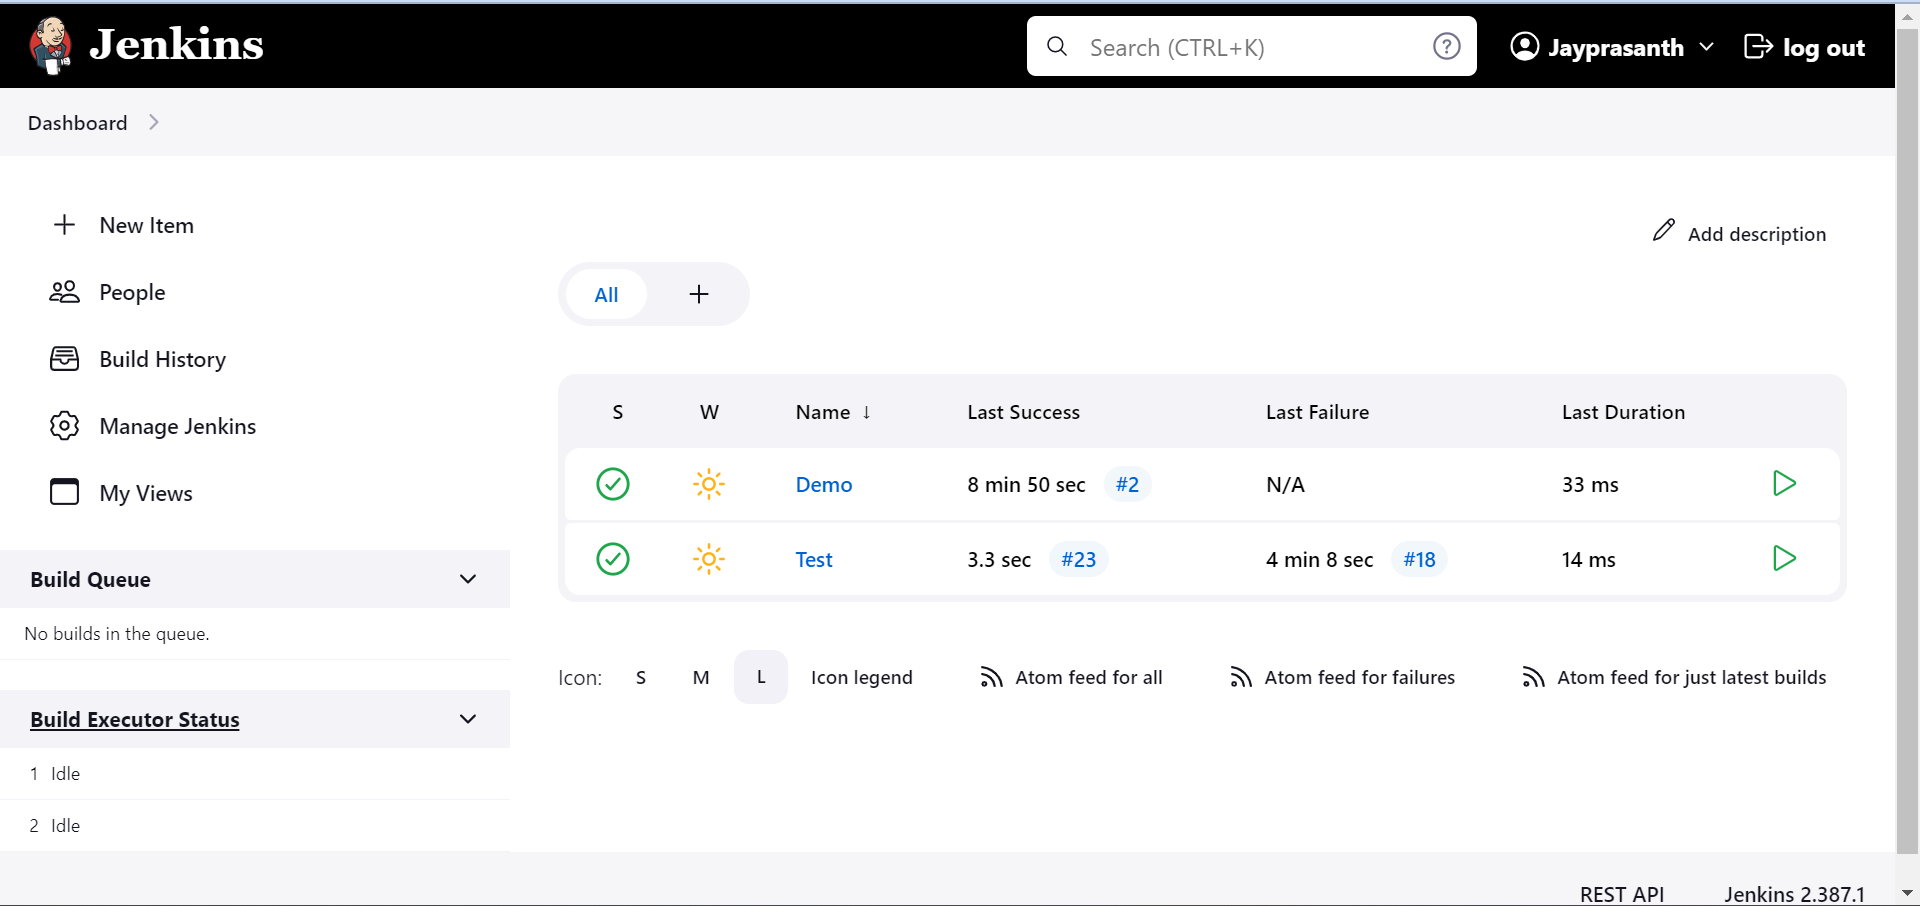 Jenkins
Search (CTRL+K)
Jayprasanth
log out
Dashboard
New Item
People
Build History
Manage Jenkins
My Views
Build Queue
No builds in the queue.
Build Executor Status
1 Idle
2 Idle
Add description
All
S W Name ↓ Last Success Last Failure Last Duration
Demo 8 min 50 sec #2 N/A 33 ms
Test 3.3 sec #23 4 min 8 sec #18 14 ms
Icon: S M L Icon legend Atom feed for all Atom feed for failures Atom feed for just latest builds
REST API Jenkins 2.387.1